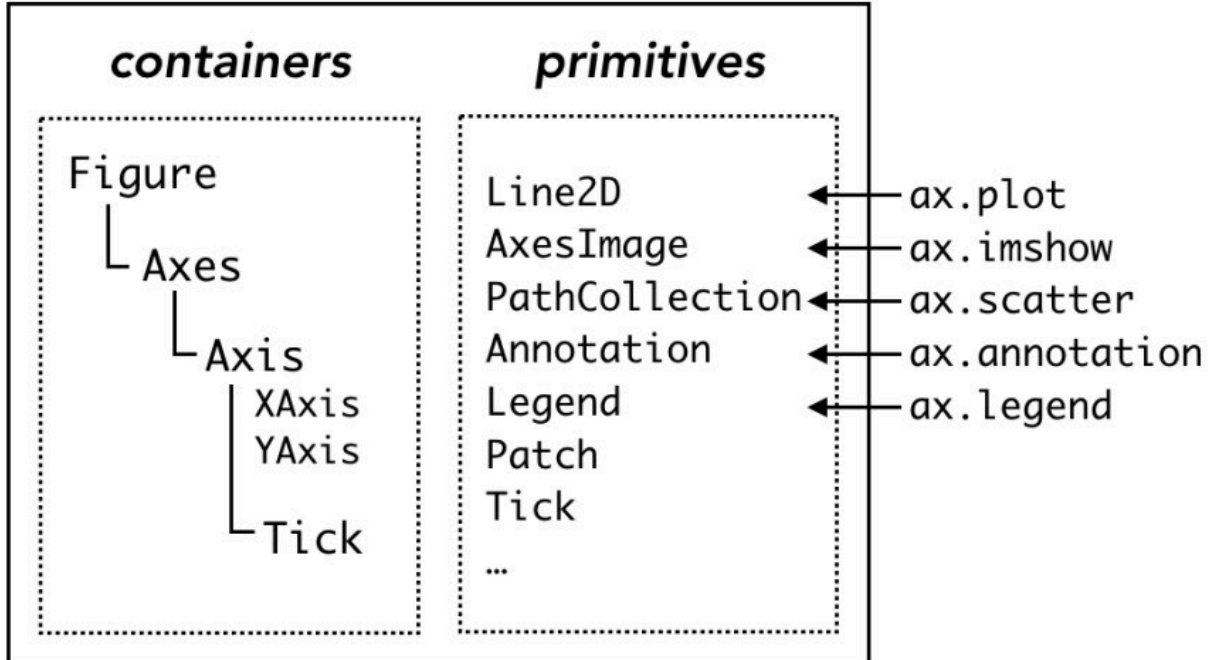 containers
Figure
Axes
Axis
XAxis
YAxis
Tick
primitives
Line2D
AxesImage
PathCollection
Annotation
Legend
Patch
Tick
…
ax.plot
ax.imshow
ax.scatter
ax.annotation
ax.legend